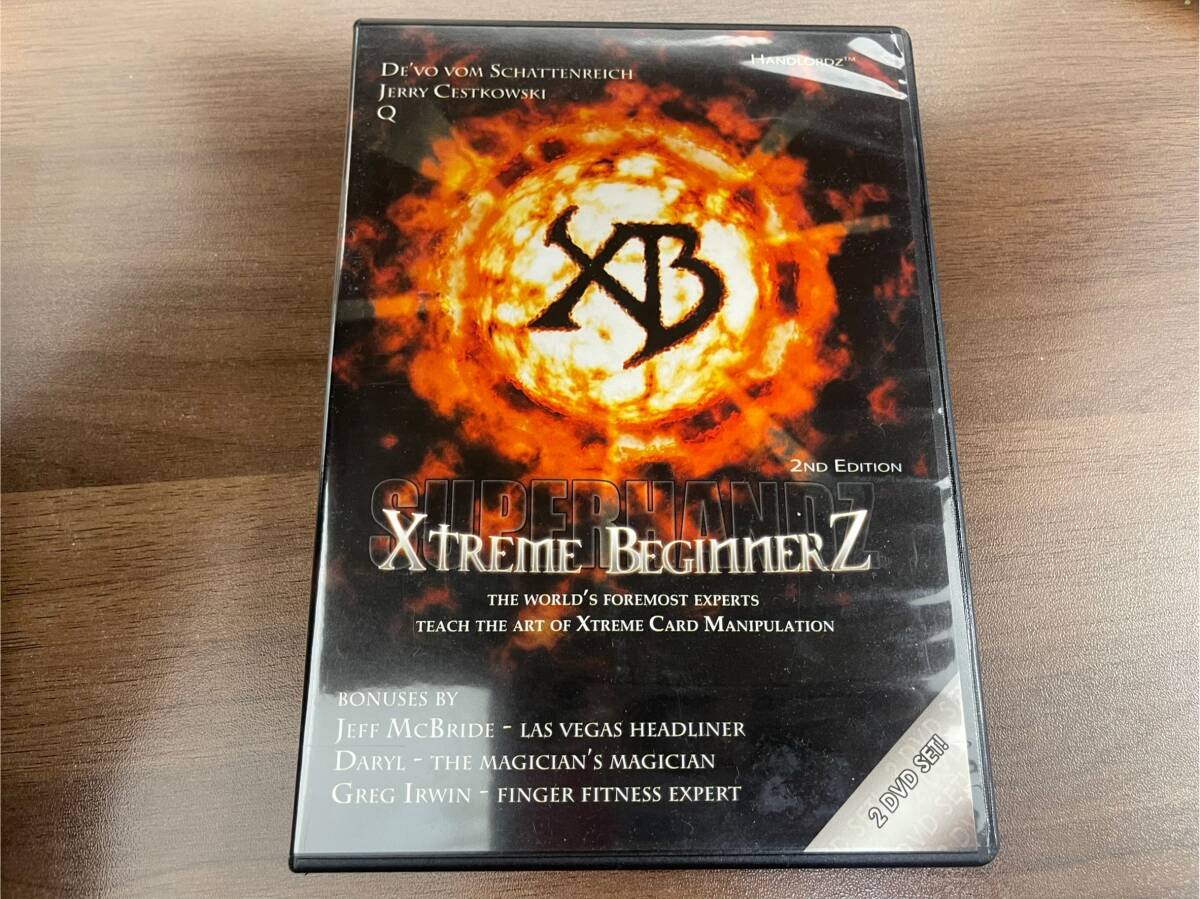 De'vo vom Schattenreich
Jerry Cestkowski
Q
HandLordz™
XB
2nd Edition
SUPERHANDZ
Xtreme BeginnerZ
The World's Foremost Experts
Teach the Art of Xtreme Card Manipulation
Bonuses by
Jeff McBride - Las Vegas Headliner
Daryl - The Magician's Magician
Greg Irwin - Finger Fitness Expert
2 DVD SET!